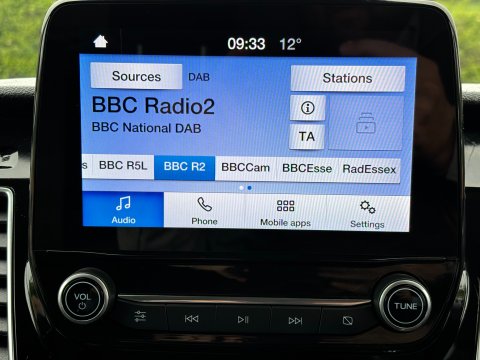 09:33 12°
Sources DAB Stations
BBC Radio2
BBC National DAB
TA
s BBC R5L BBC R2 BBCCam BBCEsse RadEssex
Audio Phone Mobile apps Settings
VOL TUNE